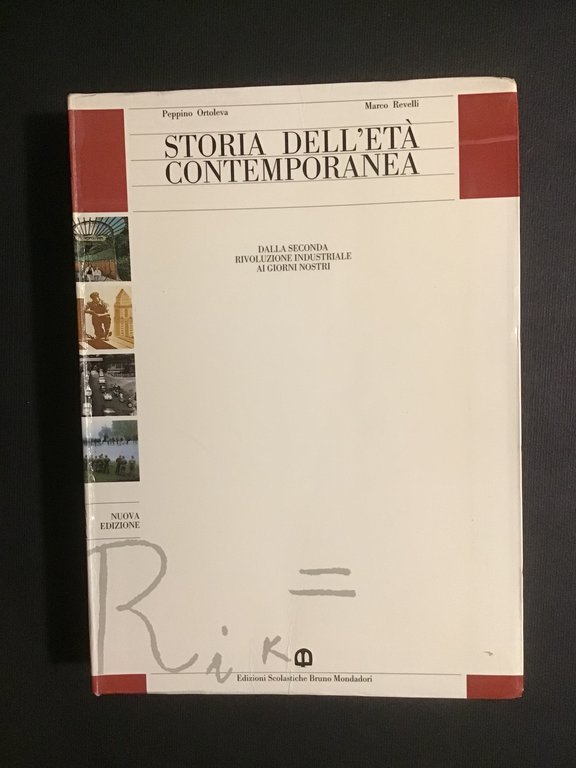 Peppino Ortoleva Marco Revelli
STORIA DELL'ETÀ
CONTEMPORANEA
DALLA SECONDA
RIVOLUZIONE INDUSTRIALE
AI GIORNI NOSTRI
NUOVA
EDIZIONE
R i k =
Edizioni Scolastiche Bruno Mondadori